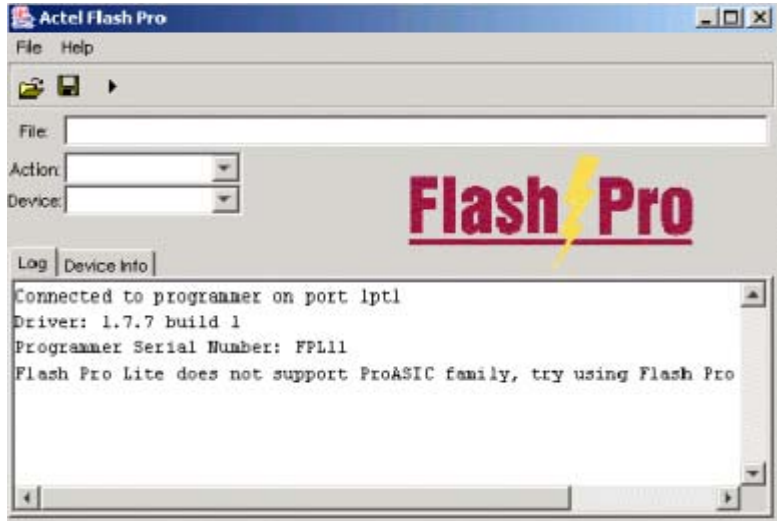 Actel Flash Pro
File Help
File:
Action:
Device:
Flash Pro
Log Device Info
Connected to programmer on port lpt1
Driver: 1.7.7 build 1
Programmer Serial Number: FPL11
Flash Pro Lite does not support ProASIC family, try using Flash Pro